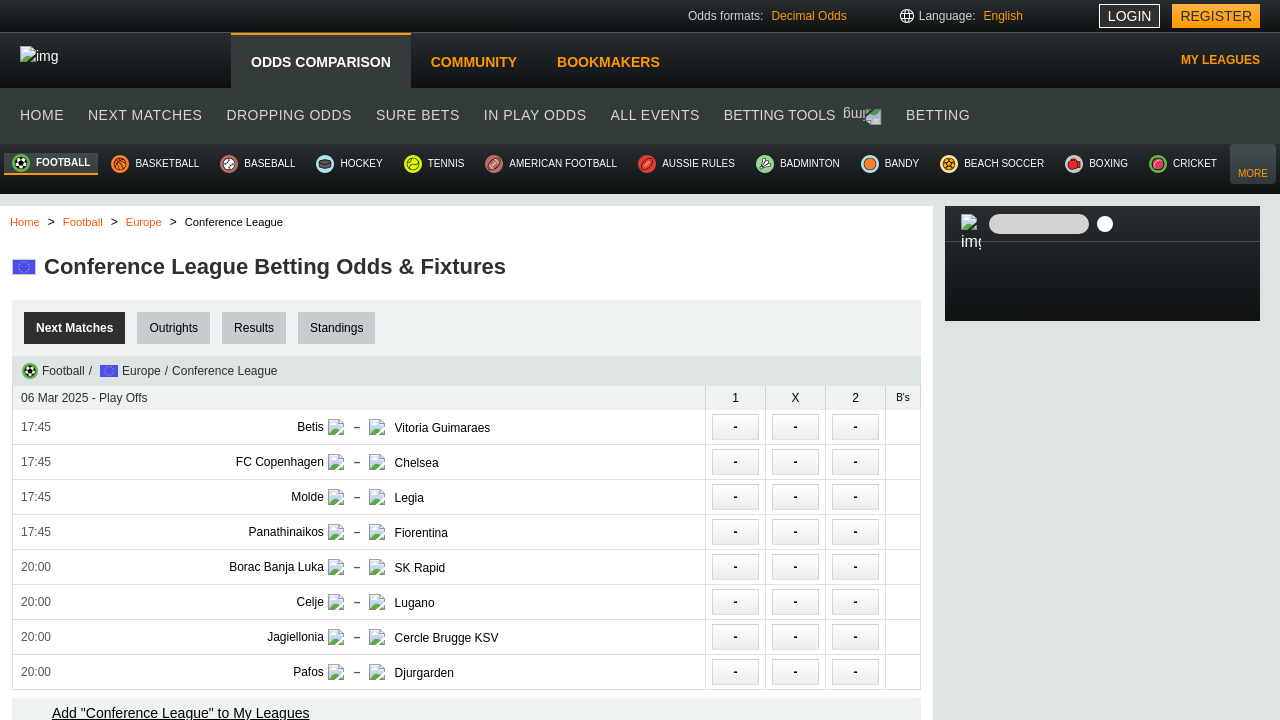 Odds formats: Decimal Odds Language: English LOGIN REGISTER
img ODDS COMPARISON COMMUNITY BOOKMAKERS MY LEAGUES
HOME NEXT MATCHES DROPPING ODDS SURE BETS IN PLAY ODDS ALL EVENTS BETTING TOOLS img BETTING
FOOTBALL BASKETBALL BASEBALL HOCKEY TENNIS AMERICAN FOOTBALL AUSSIE RULES BADMINTON BANDY BEACH SOCCER BOXING CRICKET MORE
Home > Football > Europe > Conference League
img
Conference League Betting Odds & Fixtures
Next Matches Outrights Results Standings
Football / Europe / Conference League
06 Mar 2025 - Play Offs 1 X 2 B's
17:45 Betis – Vitoria Guimaraes - - -
17:45 FC Copenhagen – Chelsea - - -
17:45 Molde – Legia - - -
17:45 Panathinaikos – Fiorentina - - -
20:00 Borac Banja Luka – SK Rapid - - -
20:00 Celje – Lugano - - -
20:00 Jagiellonia – Cercle Brugge KSV - - -
20:00 Pafos – Djurgarden - - -
Add "Conference League" to My Leagues